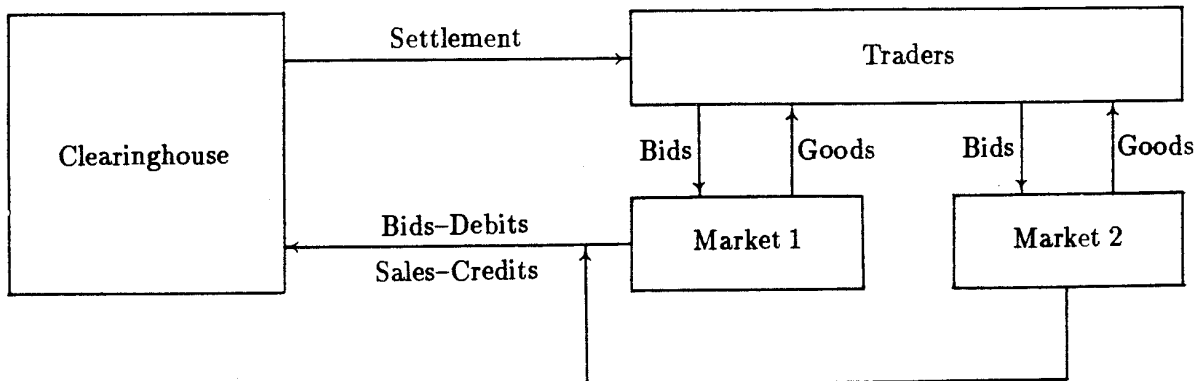 Settlement
Traders
Clearinghouse
Bids
Goods
Bids
Goods
Bids–Debits
Sales–Credits
Market 1
Market 2